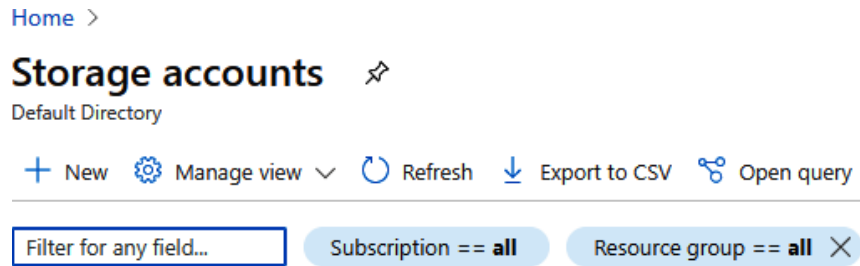 Home >
Storage accounts
Default Directory
New Manage view Refresh Export to CSV Open query
Filter for any field... Subscription == all Resource group == all